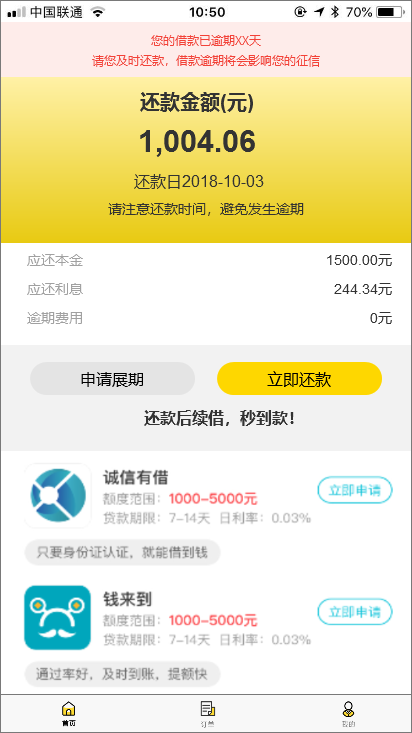 中国联通 10:50 70%
您的借款已逾期XX天
请您及时还款，借款逾期将会影响您的征信
还款金额(元)
1,004.06
还款日2018-10-03
请注意还款时间，避免发生逾期
应还本金 1500.00元
应还利息 244.34元
逾期费用 0元
申请展期 立即还款
还款后续借，秒到款！
诚信有借
额度范围：1000-5000元 立即申请
贷款期限：7-14天 日利率：0.03%
只要身份证认证，就能借到钱
钱来到
额度范围：1000-5000元 立即申请
贷款期限：7-14天 日利率：0.03%
通过率好，及时到账，提额快
首页 订单 我的